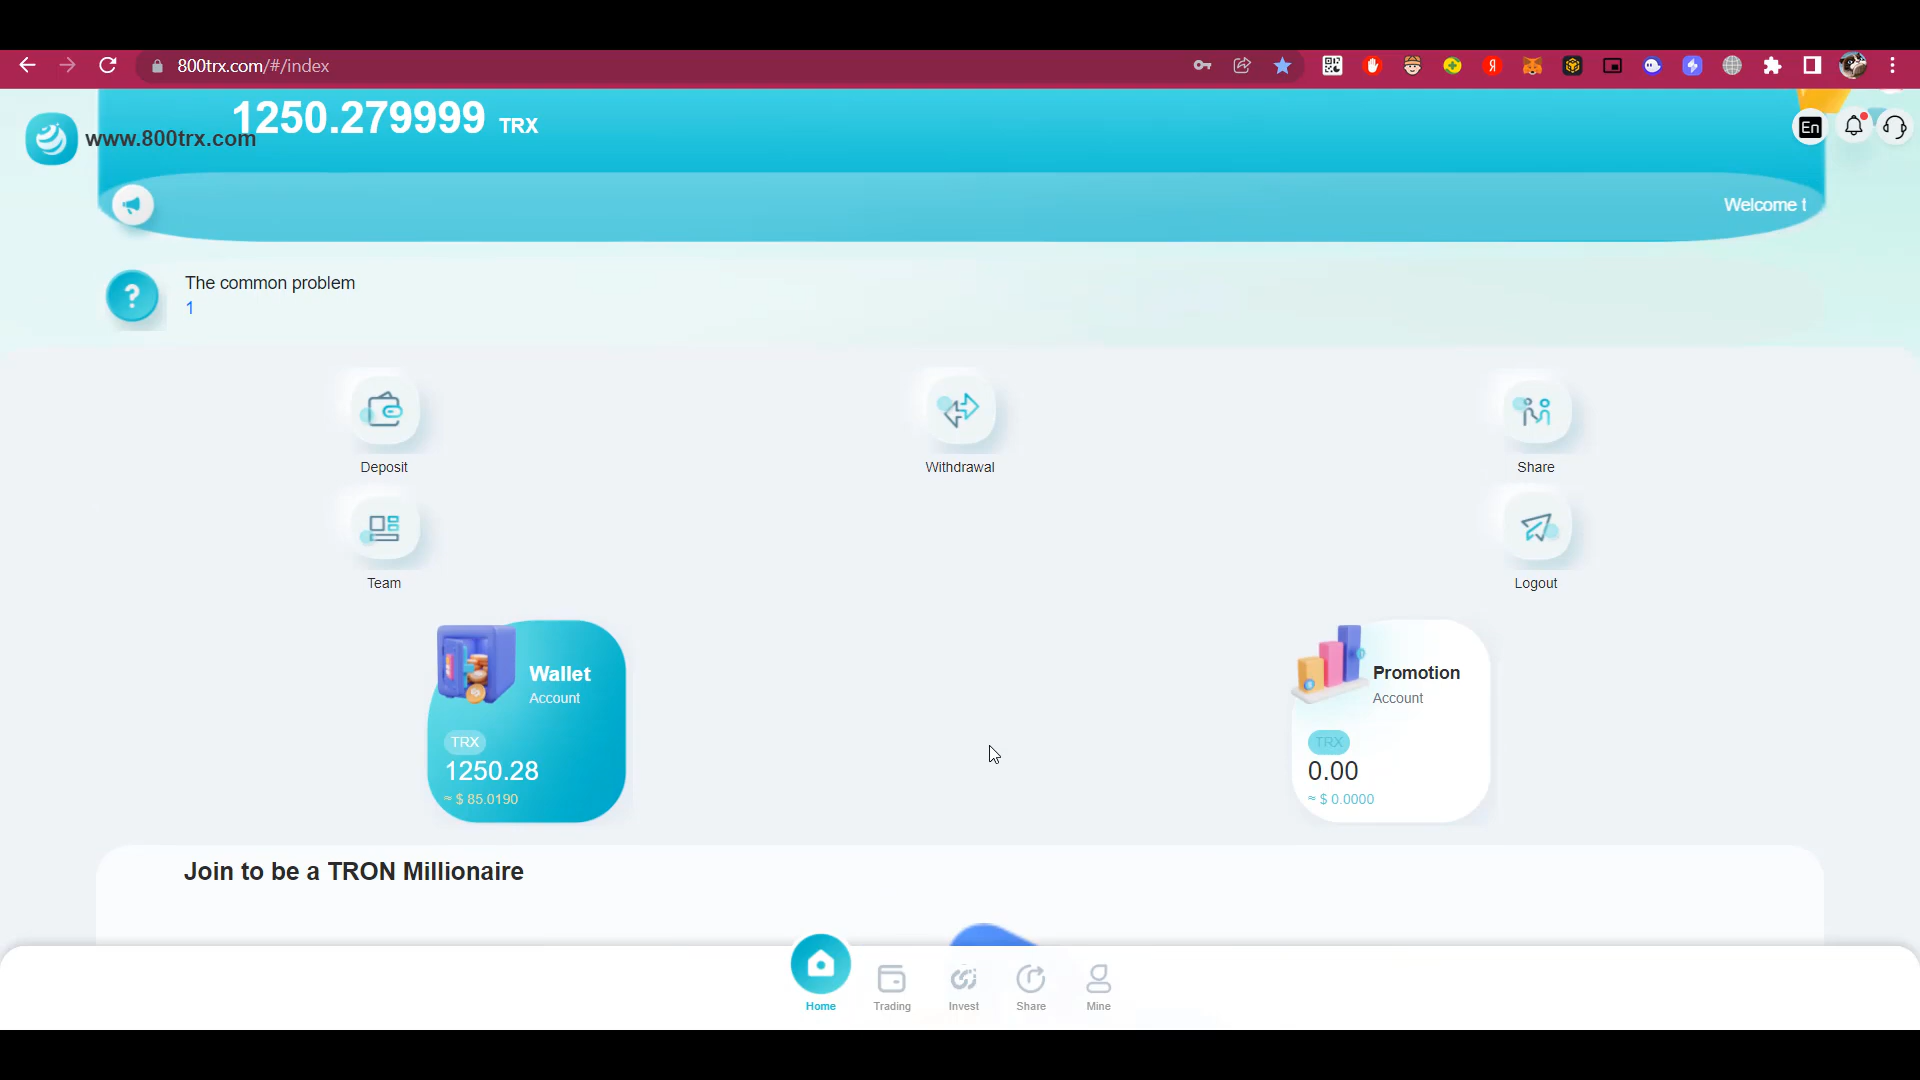 800trx.com/#/index
1250.279999 TRX
www.800trx.com
En
Welcome t
The common problem
1
Deposit
Withdrawal
Share
Team
Logout
Wallet
Account
TRX
1250.28
≈ $ 85.0190
Promotion
Account
TRX
0.00
≈ $ 0.0000
Join to be a TRON Millionaire
Home
Trading
Invest
Share
Mine